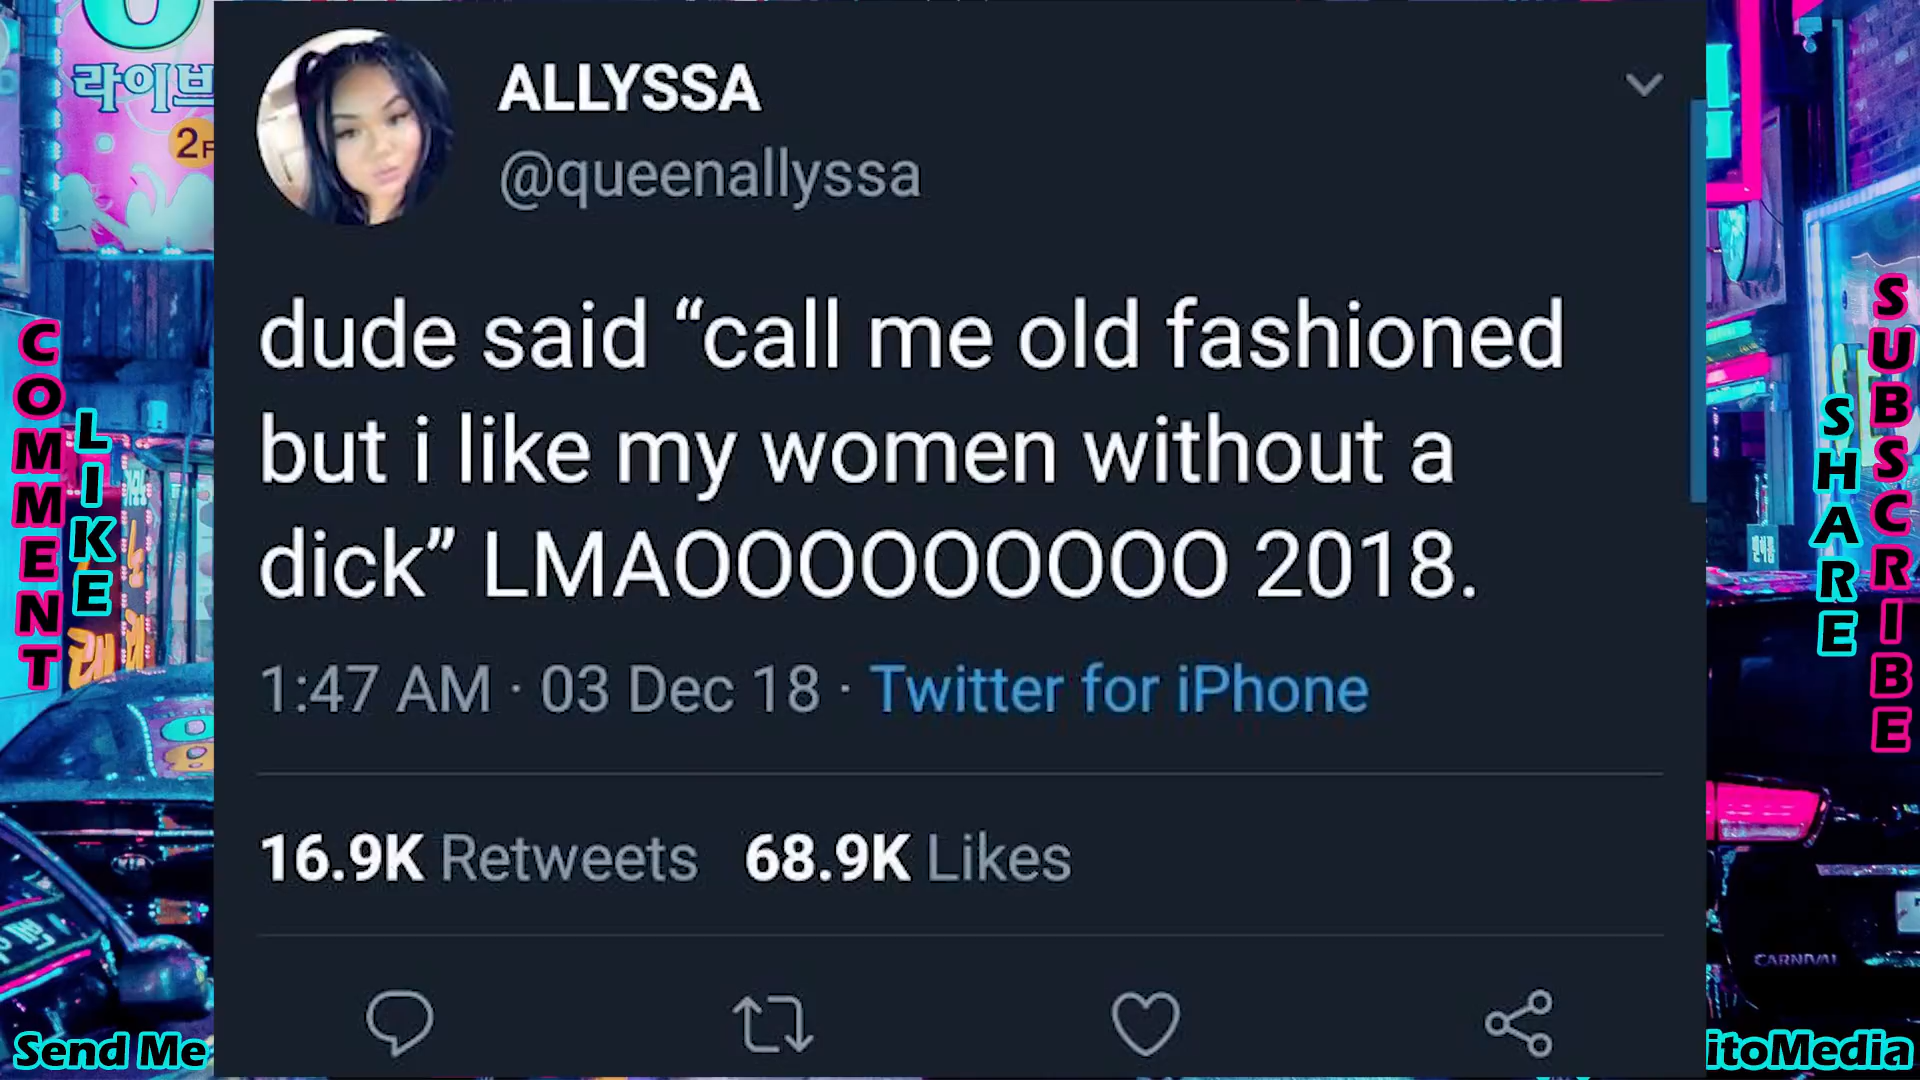 ALLYSSA
@queenallyssa
dude said “call me old fashioned
but i like my women without a
dick” LMAOOOOOOOOO 2018.
1:47 AM · 03 Dec 18 · Twitter for iPhone
16.9K Retweets 68.9K Likes
COMMENT
LIKE
SHARE
SUBSCRIBE
Send Me
itoMedia
라이브
2F
CARNIVAL